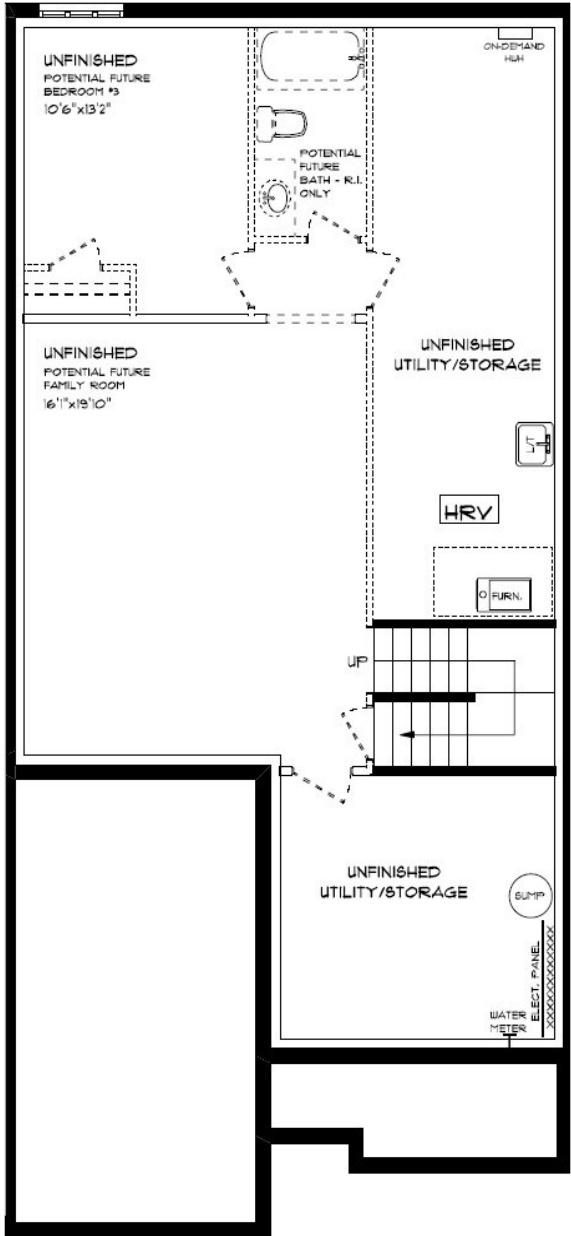 UNFINISHED
POTENTIAL FUTURE
BEDROOM #3
10'6"x13'2"
ON-DEMAND
HWH
POTENTIAL
FUTURE
BATH - R.I.
ONLY
UNFINISHED
POTENTIAL FUTURE
FAMILY ROOM
16'1"x19'10"
UNFINISHED
UTILITY/STORAGE
L/T
HRV
FURN.
UP
UNFINISHED
UTILITY/STORAGE
SUMP
ELECT. PANEL
WATER
METER